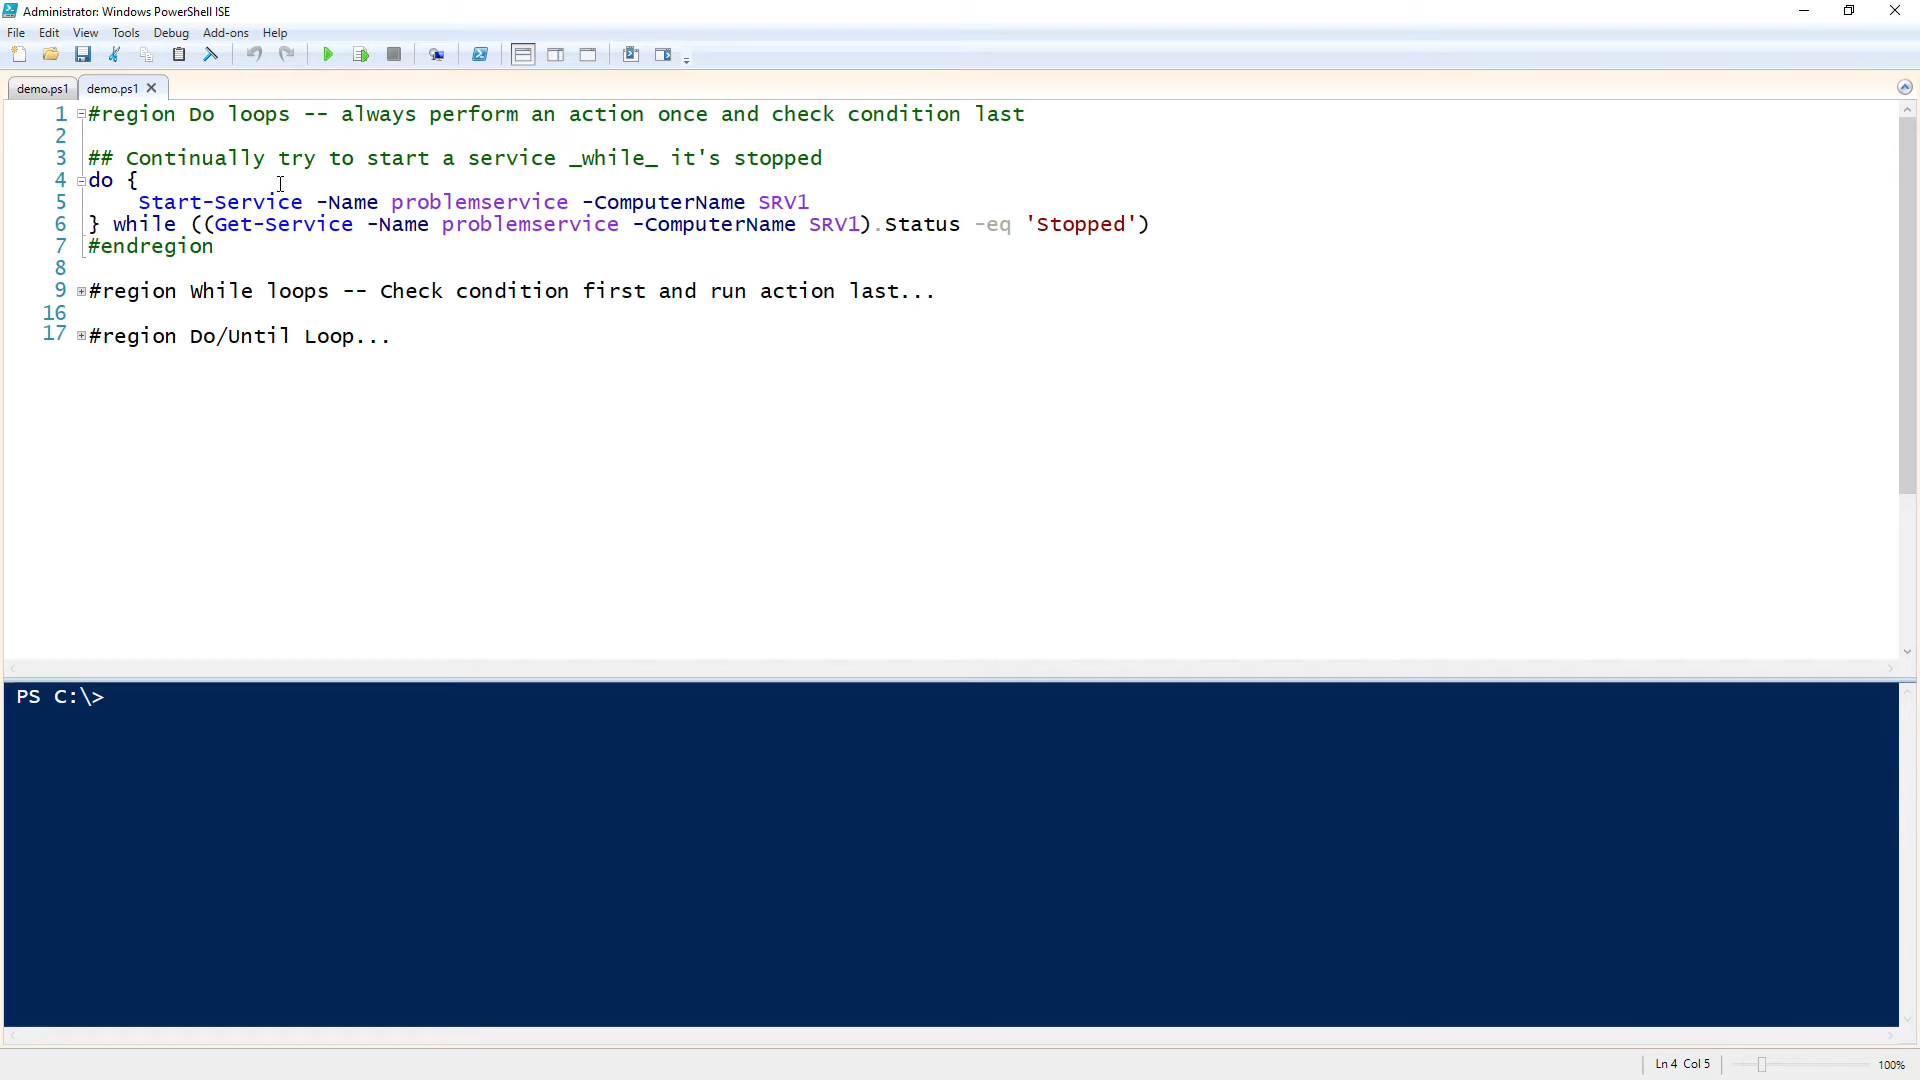 Administrator: Windows PowerShell ISE
File Edit View Tools Debug Add-ons Help
demo.ps1 demo.ps1
1 #region Do loops -- always perform an action once and check condition last
2
3 ## Continually try to start a service _while_ it's stopped
4 do {
5 Start-Service -Name problemservice -ComputerName SRV1
6 } while ((Get-Service -Name problemservice -ComputerName SRV1).Status -eq 'Stopped')
7 #endregion
8
9 #region While loops -- Check condition first and run action last...
16
17 #region Do/Until Loop...
PS C:\>
Ln 4 Col 5 100%